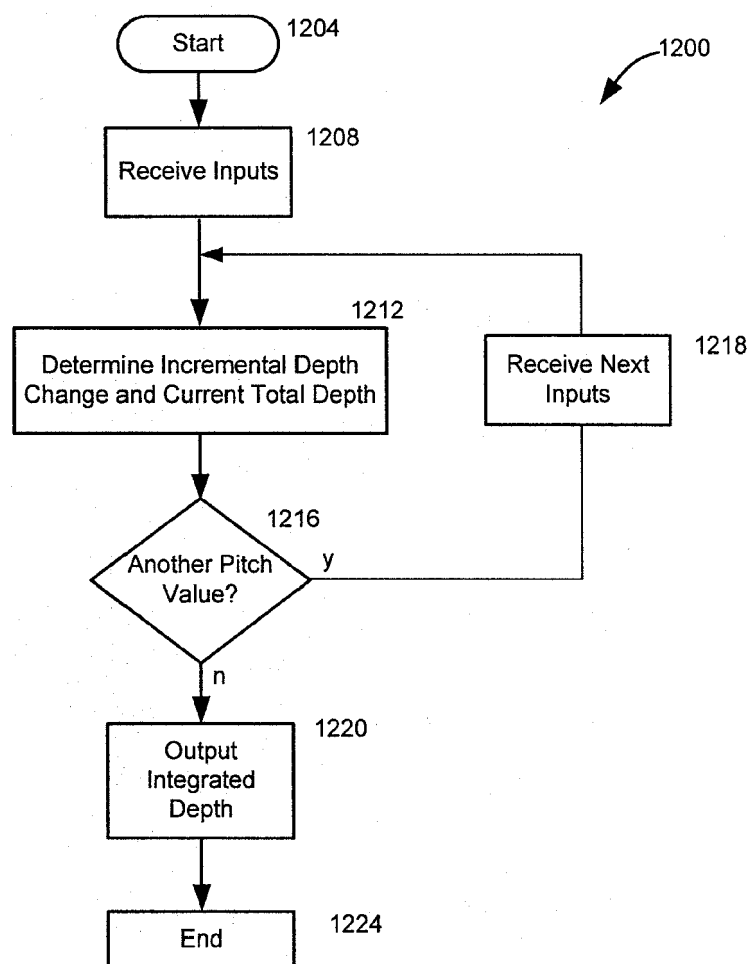 Start
1204
1200
1208
Receive Inputs
1212
Determine Incremental Depth
Change and Current Total Depth
1218
Receive Next
Inputs
1216
Another Pitch
Value?
y
n
1220
Output
Integrated
Depth
1224
End